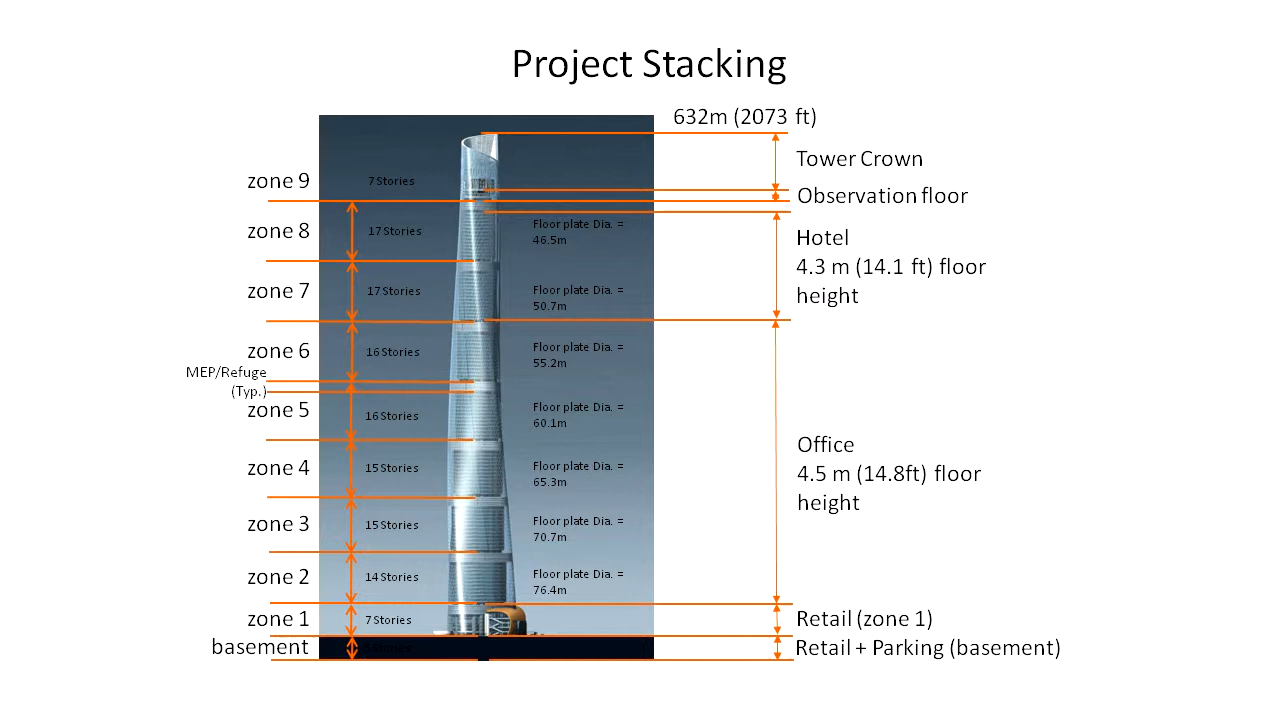 Project Stacking
632m (2073 ft)
Tower Crown
zone 9
7 Stories
Observation floor
zone 8
17 Stories
Floor plate Dia. =
46.5m
Hotel
4.3 m (14.1 ft) floor
height
zone 7
17 Stories
Floor plate Dia. =
50.7m
zone 6
16 Stories
Floor plate Dia. =
55.2m
MEP/Refuge
(Typ.)
zone 5
16 Stories
Floor plate Dia. =
60.1m
Office
4.5 m (14.8ft) floor
height
zone 4
15 Stories
Floor plate Dia. =
65.3m
zone 3
15 Stories
Floor plate Dia. =
70.7m
zone 2
14 Stories
Floor plate Dia. =
76.4m
zone 1
7 Stories
Retail (zone 1)
basement
Stories
Retail + Parking (basement)